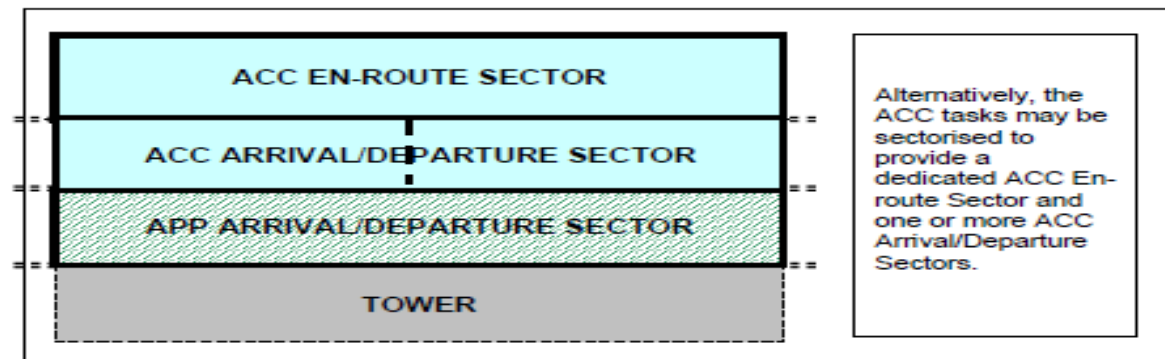 ACC EN-ROUTE SECTOR
ACC ARRIVAL/DEPARTURE SECTOR
APP ARRIVAL/DEPARTURE SECTOR
TOWER
Alternatively, the
ACC tasks may be
sectorised to
provide a
dedicated ACC En-
route Sector and
one or more ACC
Arrival/Departure
Sectors.